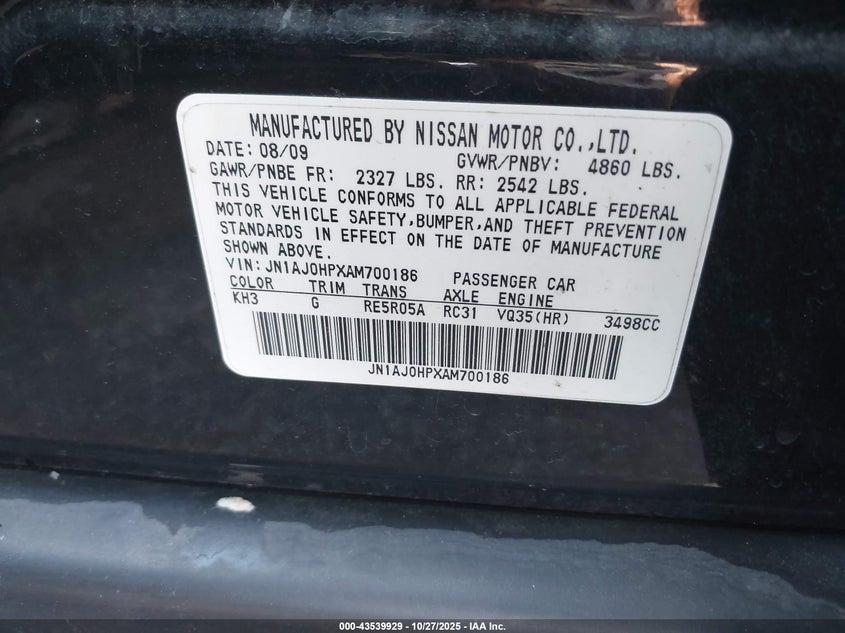 MANUFACTURED BY NISSAN MOTOR CO.,LTD.
DATE: 08/09 GVWR/PNBV: 4860 LBS.
GAWR/PNBE FR: 2327 LBS. RR: 2542 LBS.
THIS VEHICLE CONFORMS TO ALL APPLICABLE FEDERAL
MOTOR VEHICLE SAFETY,BUMPER,AND THEFT PREVENTION
STANDARDS IN EFFECT ON THE DATE OF MANUFACTURE
SHOWN ABOVE.
VIN:JN1AJ0HPXAM700186 PASSENGER CAR
COLOR TRIM TRANS AXLE ENGINE
KH3 G RE5R05A RC31 VQ35(HR) 3498CC
JN1AJ0HPXAM700186
000-43539929 - 10/27/2025 - IAA Inc.